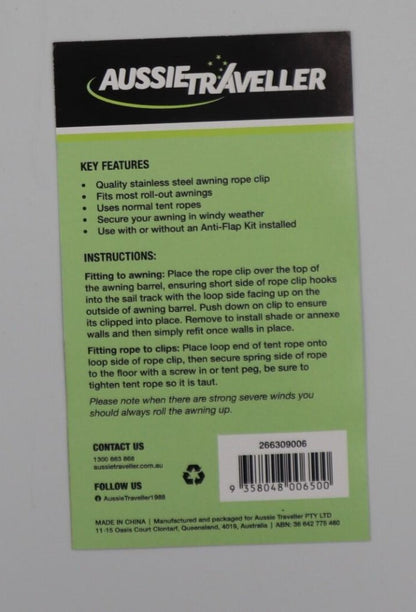 AUSSIE TRAVELLER
KEY FEATURES
• Quality stainless steel awning rope clip
• Fits most roll-out awnings
• Uses normal tent ropes
• Secure your awning in windy weather
• Use with or without an Anti-Flap Kit installed
INSTRUCTIONS:
Fitting to awning: Place the rope clip over the top of
the awning barrel, ensuring short side of rope clip hooks
into the sail track with the loop side facing up on the
outside of awning barrel. Push down on clip to ensure
its clipped into place. Remove to install shade or annexe
walls and then simply refit once walls in place.
Fitting rope to clips: Place loop end of tent rope onto
loop side of rope clip, then secure spring side of rope
to the floor with a screw in or tent peg, be sure to
tighten tent rope so it is taut.
Please note when there are strong severe winds you
should always roll the awning up.
CONTACT US
1300 663 868
aussietraveller.com.au
FOLLOW US
AussieTraveller1988
266309006
9 358048 006500
MADE IN CHINA | Manufactured and packaged for Aussie Traveller PTY LTD
11-15 Oasis Court Clontarf, Queensland, 4019, Australia | ABN: 36 642 775 460